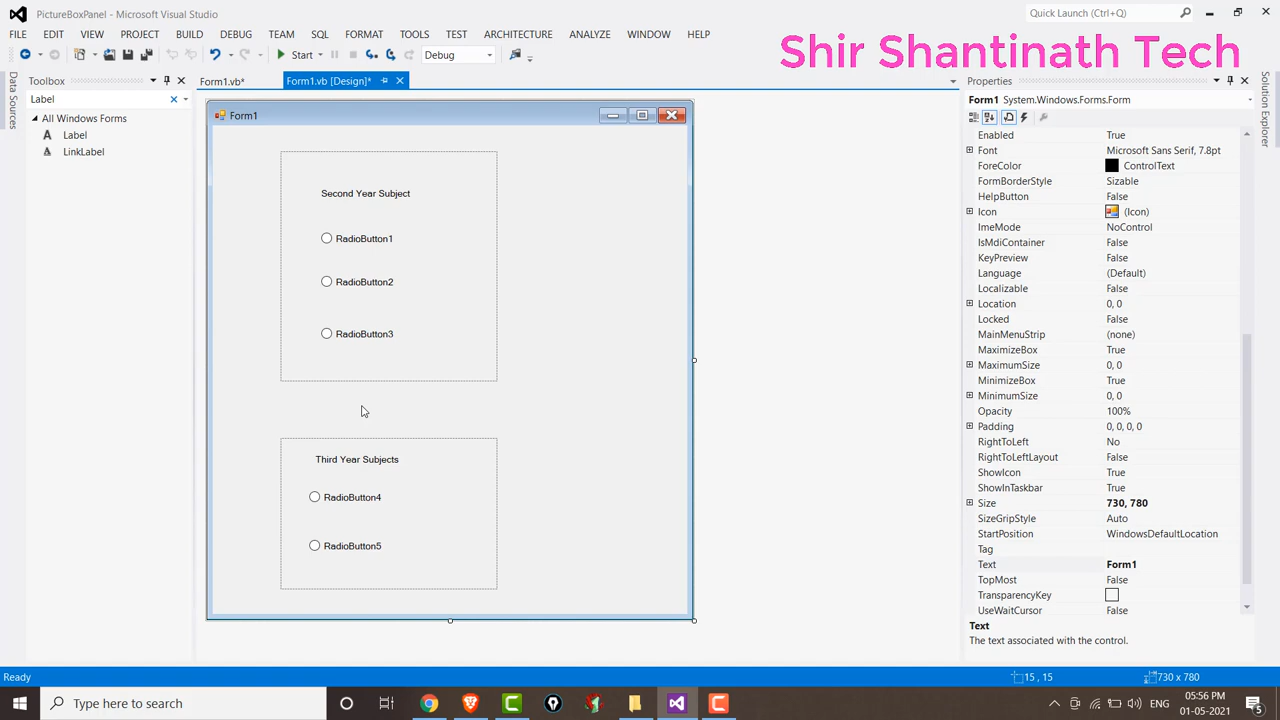 PictureBoxPanel - Microsoft Visual Studio
Quick Launch (Ctrl+Q)
FILE EDIT VIEW PROJECT BUILD DEBUG TEAM SQL FORMAT TOOLS TEST ARCHITECTURE ANALYZE WINDOW HELP
Shir Shantinath Tech
Start Debug
Data Sources
Toolbox
Form1.vb*
Form1.vb [Design]*
Properties
Solution Explorer
Label
All Windows Forms
A Label
A LinkLabel
Form1
Second Year Subject
RadioButton1
RadioButton2
RadioButton3
Third Year Subjects
RadioButton4
RadioButton5
Form1 System.Windows.Forms.Form
Enabled True
Font Microsoft Sans Serif, 7.8pt
ForeColor ControlText
FormBorderStyle Sizable
HelpButton False
Icon (Icon)
ImeMode NoControl
IsMdiContainer False
KeyPreview False
Language (Default)
Localizable False
Location 0, 0
Locked False
MainMenuStrip (none)
MaximizeBox True
MaximumSize 0, 0
MinimizeBox True
MinimumSize 0, 0
Opacity 100%
Padding 0, 0, 0, 0
RightToLeft No
RightToLeftLayout False
ShowIcon True
ShowInTaskbar True
Size 730, 780
SizeGripStyle Auto
StartPosition WindowsDefaultLocation
Tag
Text Form1
TopMost False
TransparencyKey
UseWaitCursor False
Text
The text associated with the control.
Ready
15 , 15
730 x 780
Type here to search
05:56 PM
01-05-2021
5